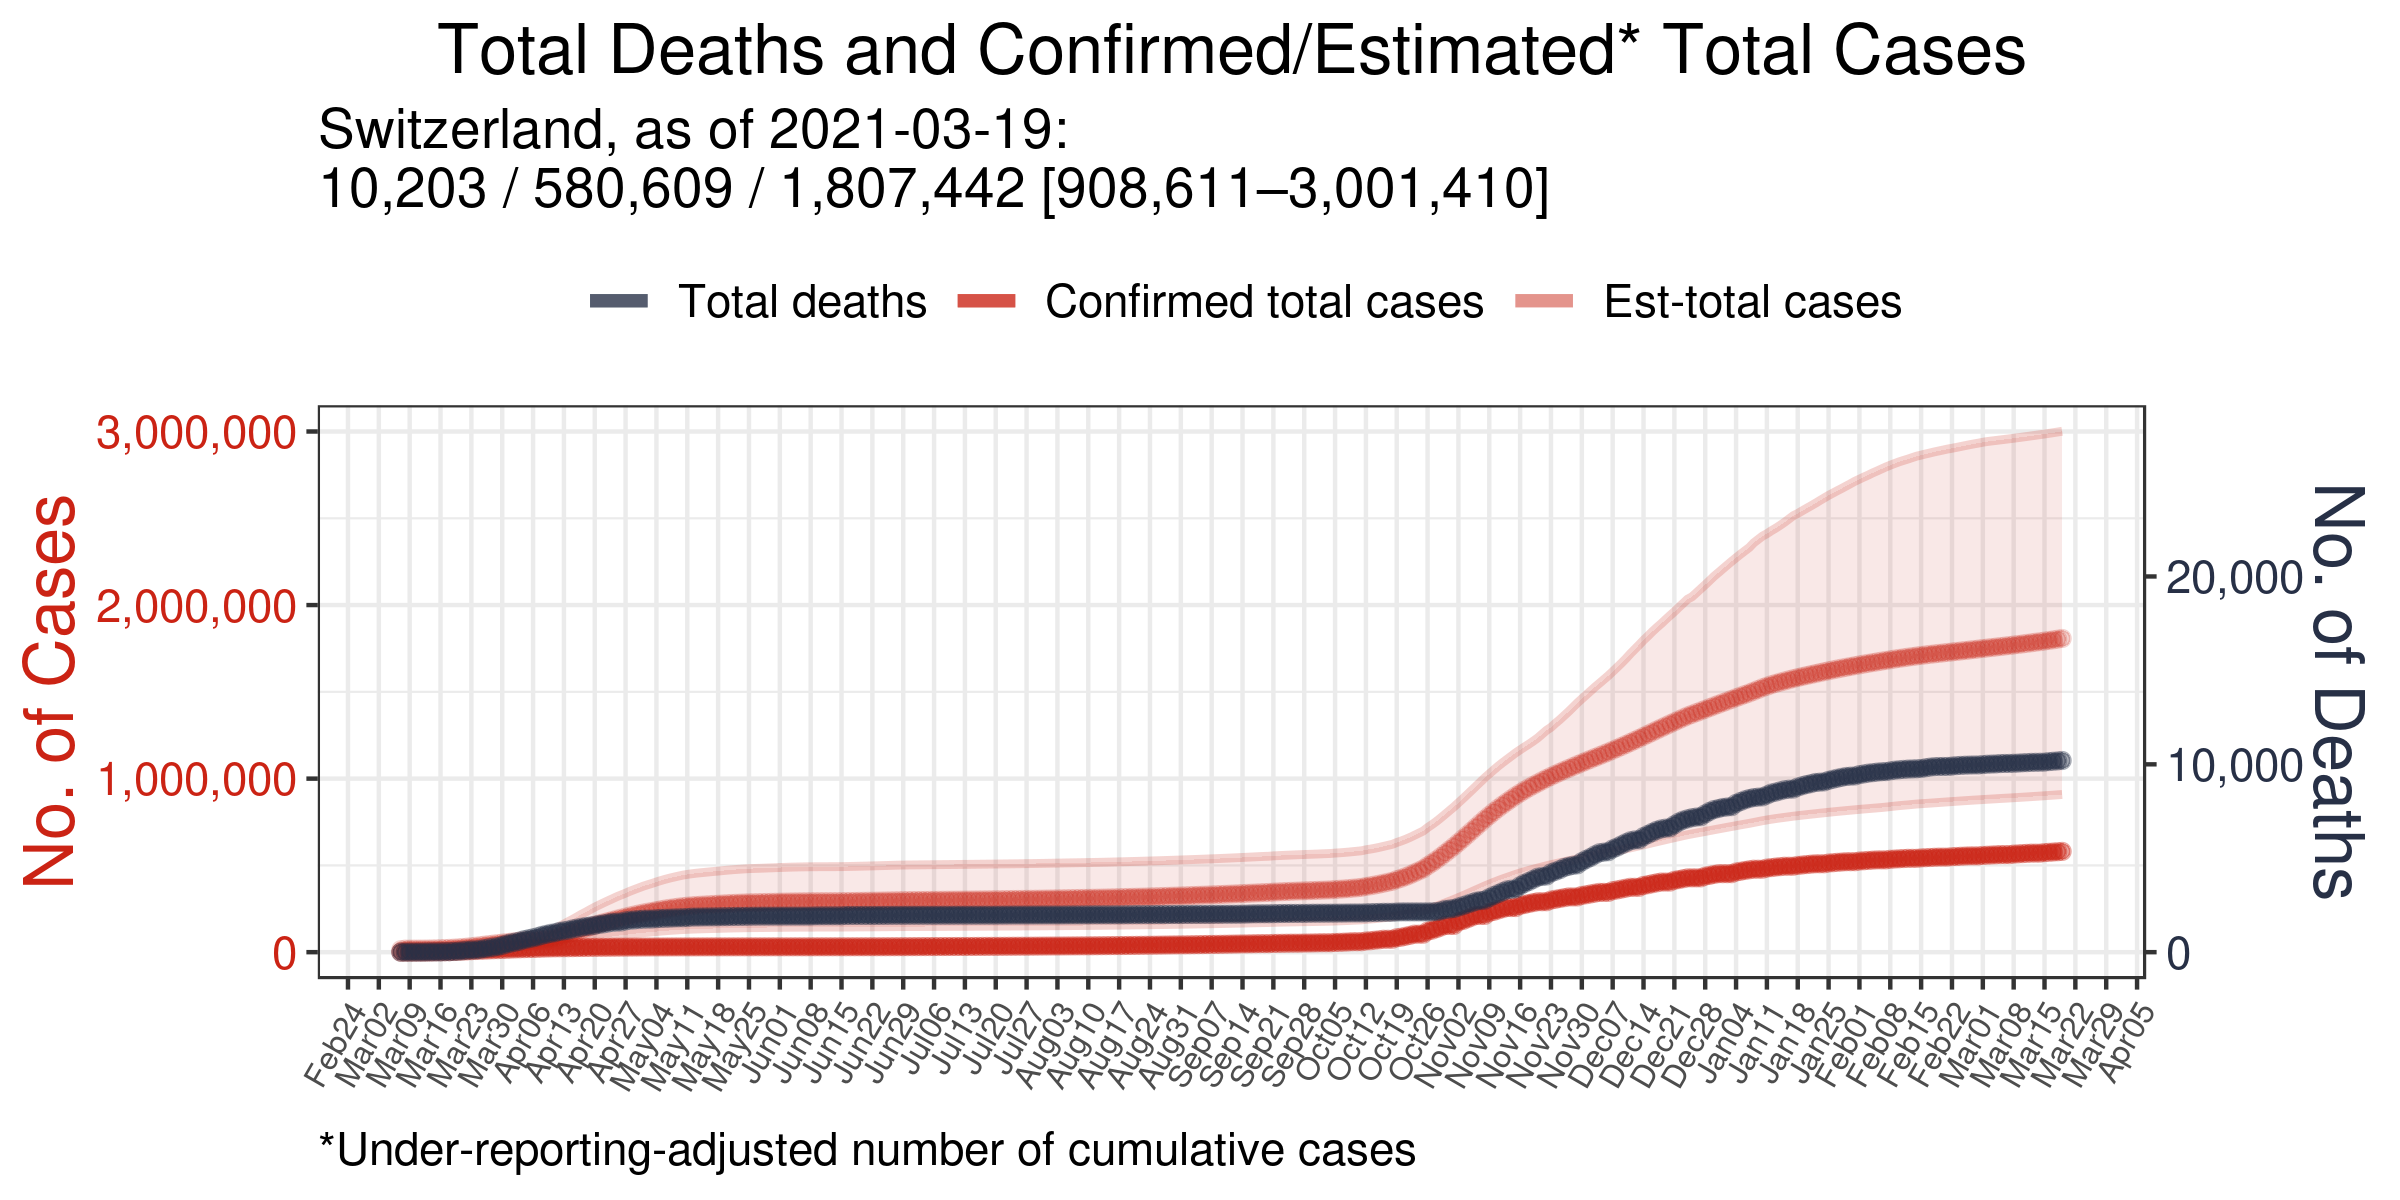 Total Deaths and Confirmed/Estimated* Total Cases
Switzerland, as of 2021-03-19:
10,203 / 580,609 / 1,807,442 [908,611–3,001,410]
Total deaths
Confirmed total cases
Est-total cases
No. of Cases
3,000,000
2,000,000
1,000,000
0
20,000
10,000
0
No. of Deaths
Feb24
Mar02
Mar09
Mar16
Mar23
Mar30
Apr06
Apr13
Apr20
Apr27
May04
May11
May18
May25
Jun01
Jun08
Jun15
Jun22
Jun29
Jul06
Jul13
Jul20
Jul27
Aug03
Aug10
Aug17
Aug24
Aug31
Sep07
Sep14
Sep21
Sep28
Oct05
Oct12
Oct19
Oct26
Nov02
Nov09
Nov16
Nov23
Nov30
Dec07
Dec14
Dec21
Dec28
Jan04
Jan11
Jan18
Jan25
Feb01
Feb08
Feb15
Feb22
Mar01
Mar08
Mar15
Mar22
Mar29
Apr05
*Under-reporting-adjusted number of cumulative cases